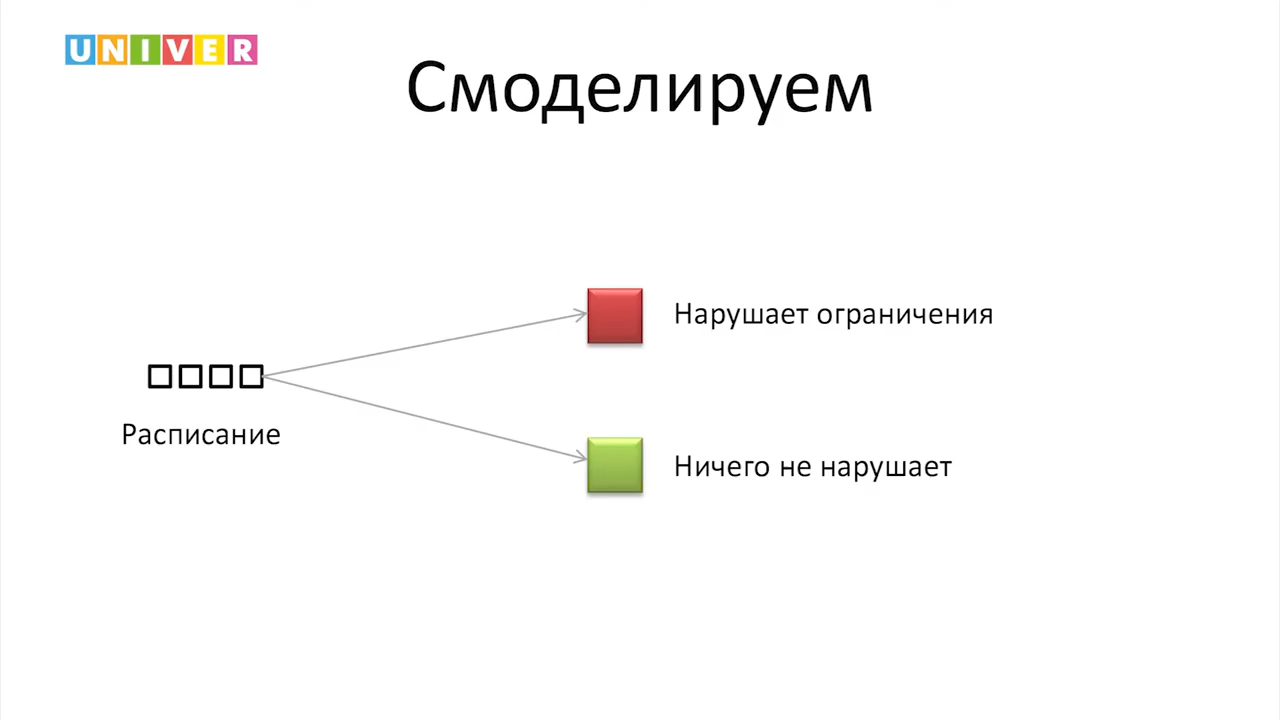 UNIVER
Смоделируем
Нарушает ограничения
Расписание
Ничего не нарушает